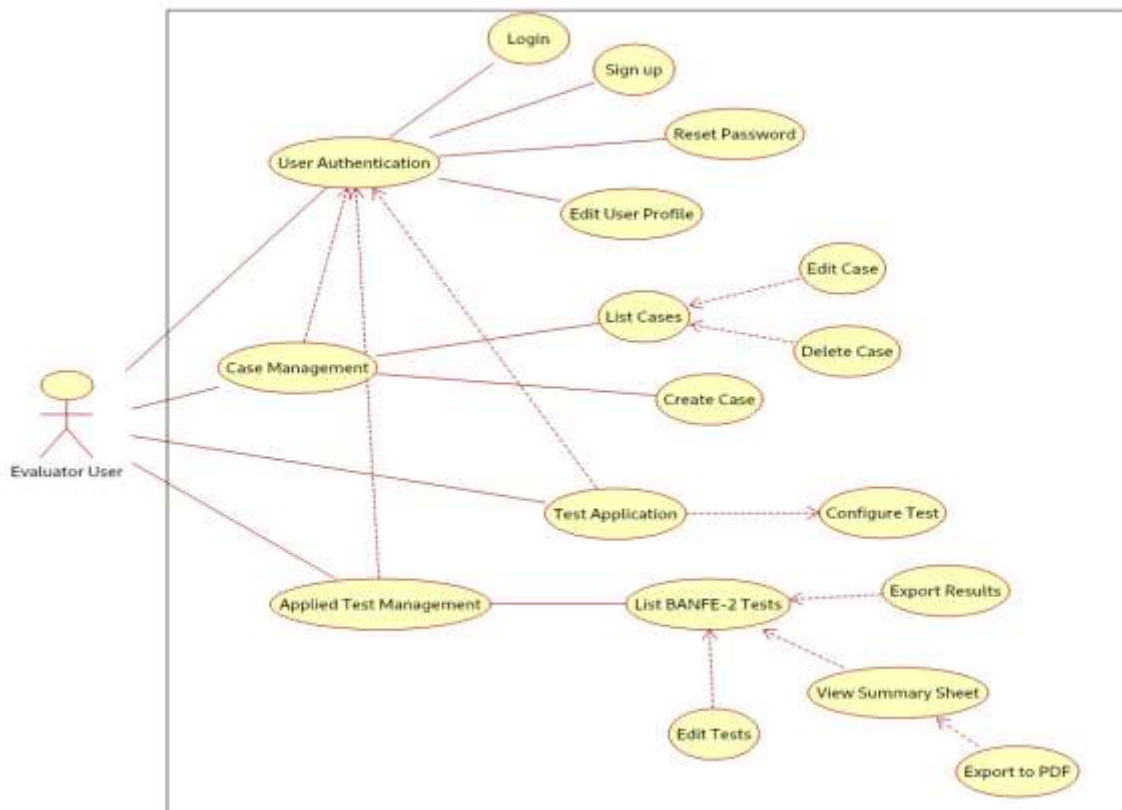 Login
Sign up
Reset Password
User Authentication
Edit User Profile
Edit Case
List Cases
Delete Case
Case Management
Create Case
Evaluator User
Test Application
Configure Test
Export Results
Applied Test Management
List BANFE-2 Tests
View Summary Sheet
Edit Tests
Export to PDF